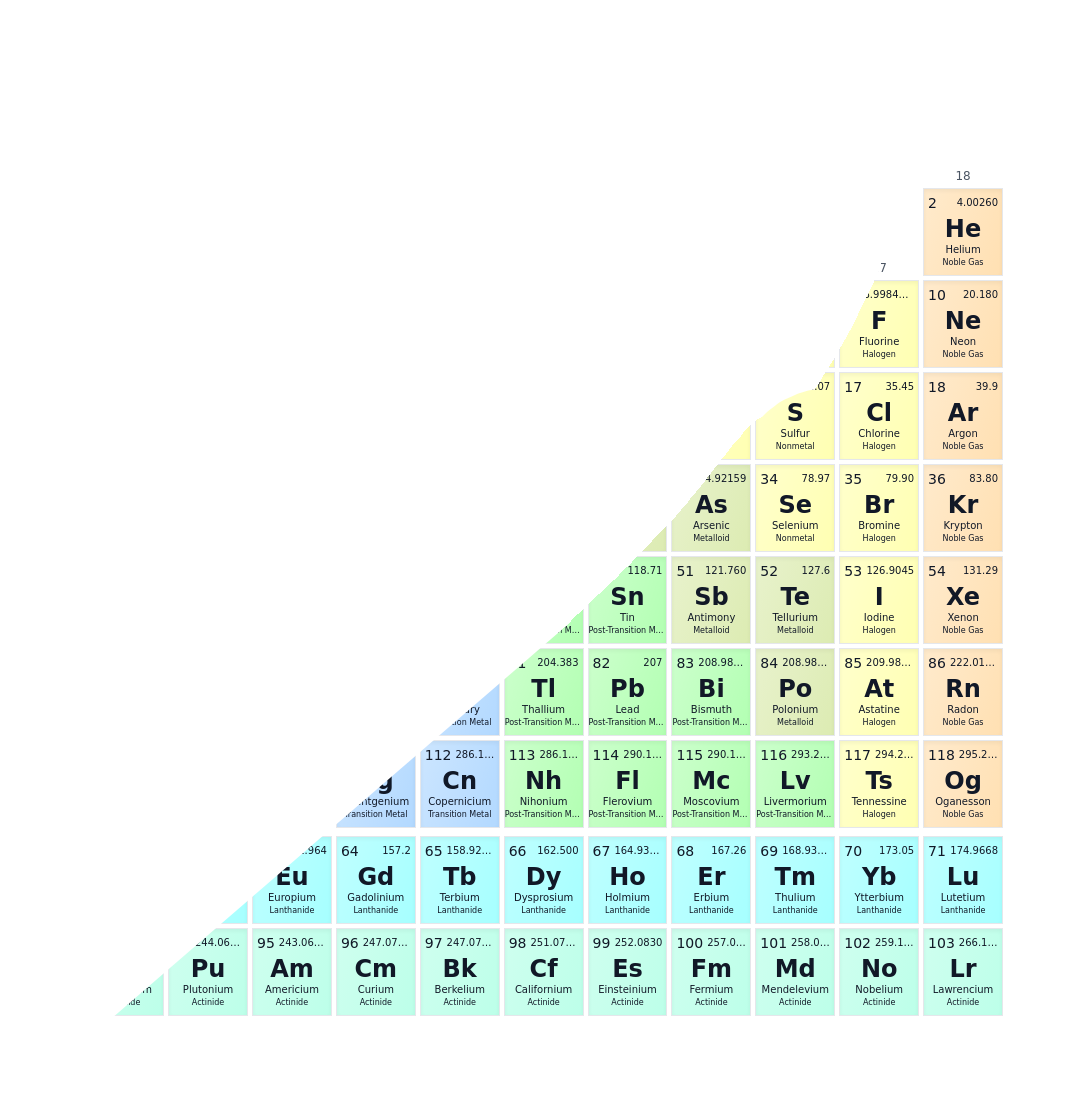 18
2 4.00260
He
Helium
Noble Gas
7
.9984... 10 20.180
F Ne
Fluorine Neon
Halogen Noble Gas
.07 17 35.45 18 39.9
S Cl Ar
Sulfur Chlorine Argon
Nonmetal Halogen Noble Gas
4.92159 34 78.97 35 79.90 36 83.80
As Se Br Kr
Arsenic Selenium Bromine Krypton
Metalloid Nonmetal Halogen Noble Gas
118.71 51 121.760 52 127.6 53 126.9045 54 131.29
Sn Sb Te I Xe
Tin Antimony Tellurium Iodine Xenon
M... Post-Transition M... Metalloid Metalloid Halogen Noble Gas
204.383 82 207 83 208.98... 84 208.98... 85 209.98... 86 222.01...
Tl Pb Bi Po At Rn
ry Thallium Lead Bismuth Polonium Astatine Radon
ion Metal Post-Transition M... Post-Transition M... Post-Transition M... Metalloid Halogen Noble Gas
112 286.1... 113 286.1... 114 290.1... 115 290.1... 116 293.2... 117 294.2... 118 295.2...
g Cn Nh Fl Mc Lv Ts Og
ntgenium Copernicium Nihonium Flerovium Moscovium Livermorium Tennessine Oganesson
ransition Metal Transition Metal Post-Transition M... Post-Transition M... Post-Transition M... Post-Transition M... Halogen Noble Gas
.964 64 157.2 65 158.92... 66 162.500 67 164.93... 68 167.26 69 168.93... 70 173.05 71 174.9668
Eu Gd Tb Dy Ho Er Tm Yb Lu
Europium Gadolinium Terbium Dysprosium Holmium Erbium Thulium Ytterbium Lutetium
Lanthanide Lanthanide Lanthanide Lanthanide Lanthanide Lanthanide Lanthanide Lanthanide Lanthanide
244.06... 95 243.06... 96 247.07... 97 247.07... 98 251.07... 99 252.0830 100 257.0... 101 258.0... 102 259.1... 103 266.1...
Pu Am Cm Bk Cf Es Fm Md No Lr
Plutonium Americium Curium Berkelium Californium Einsteinium Fermium Mendelevium Nobelium Lawrencium
ide Actinide Actinide Actinide Actinide Actinide Actinide Actinide Actinide Actinide Actinide